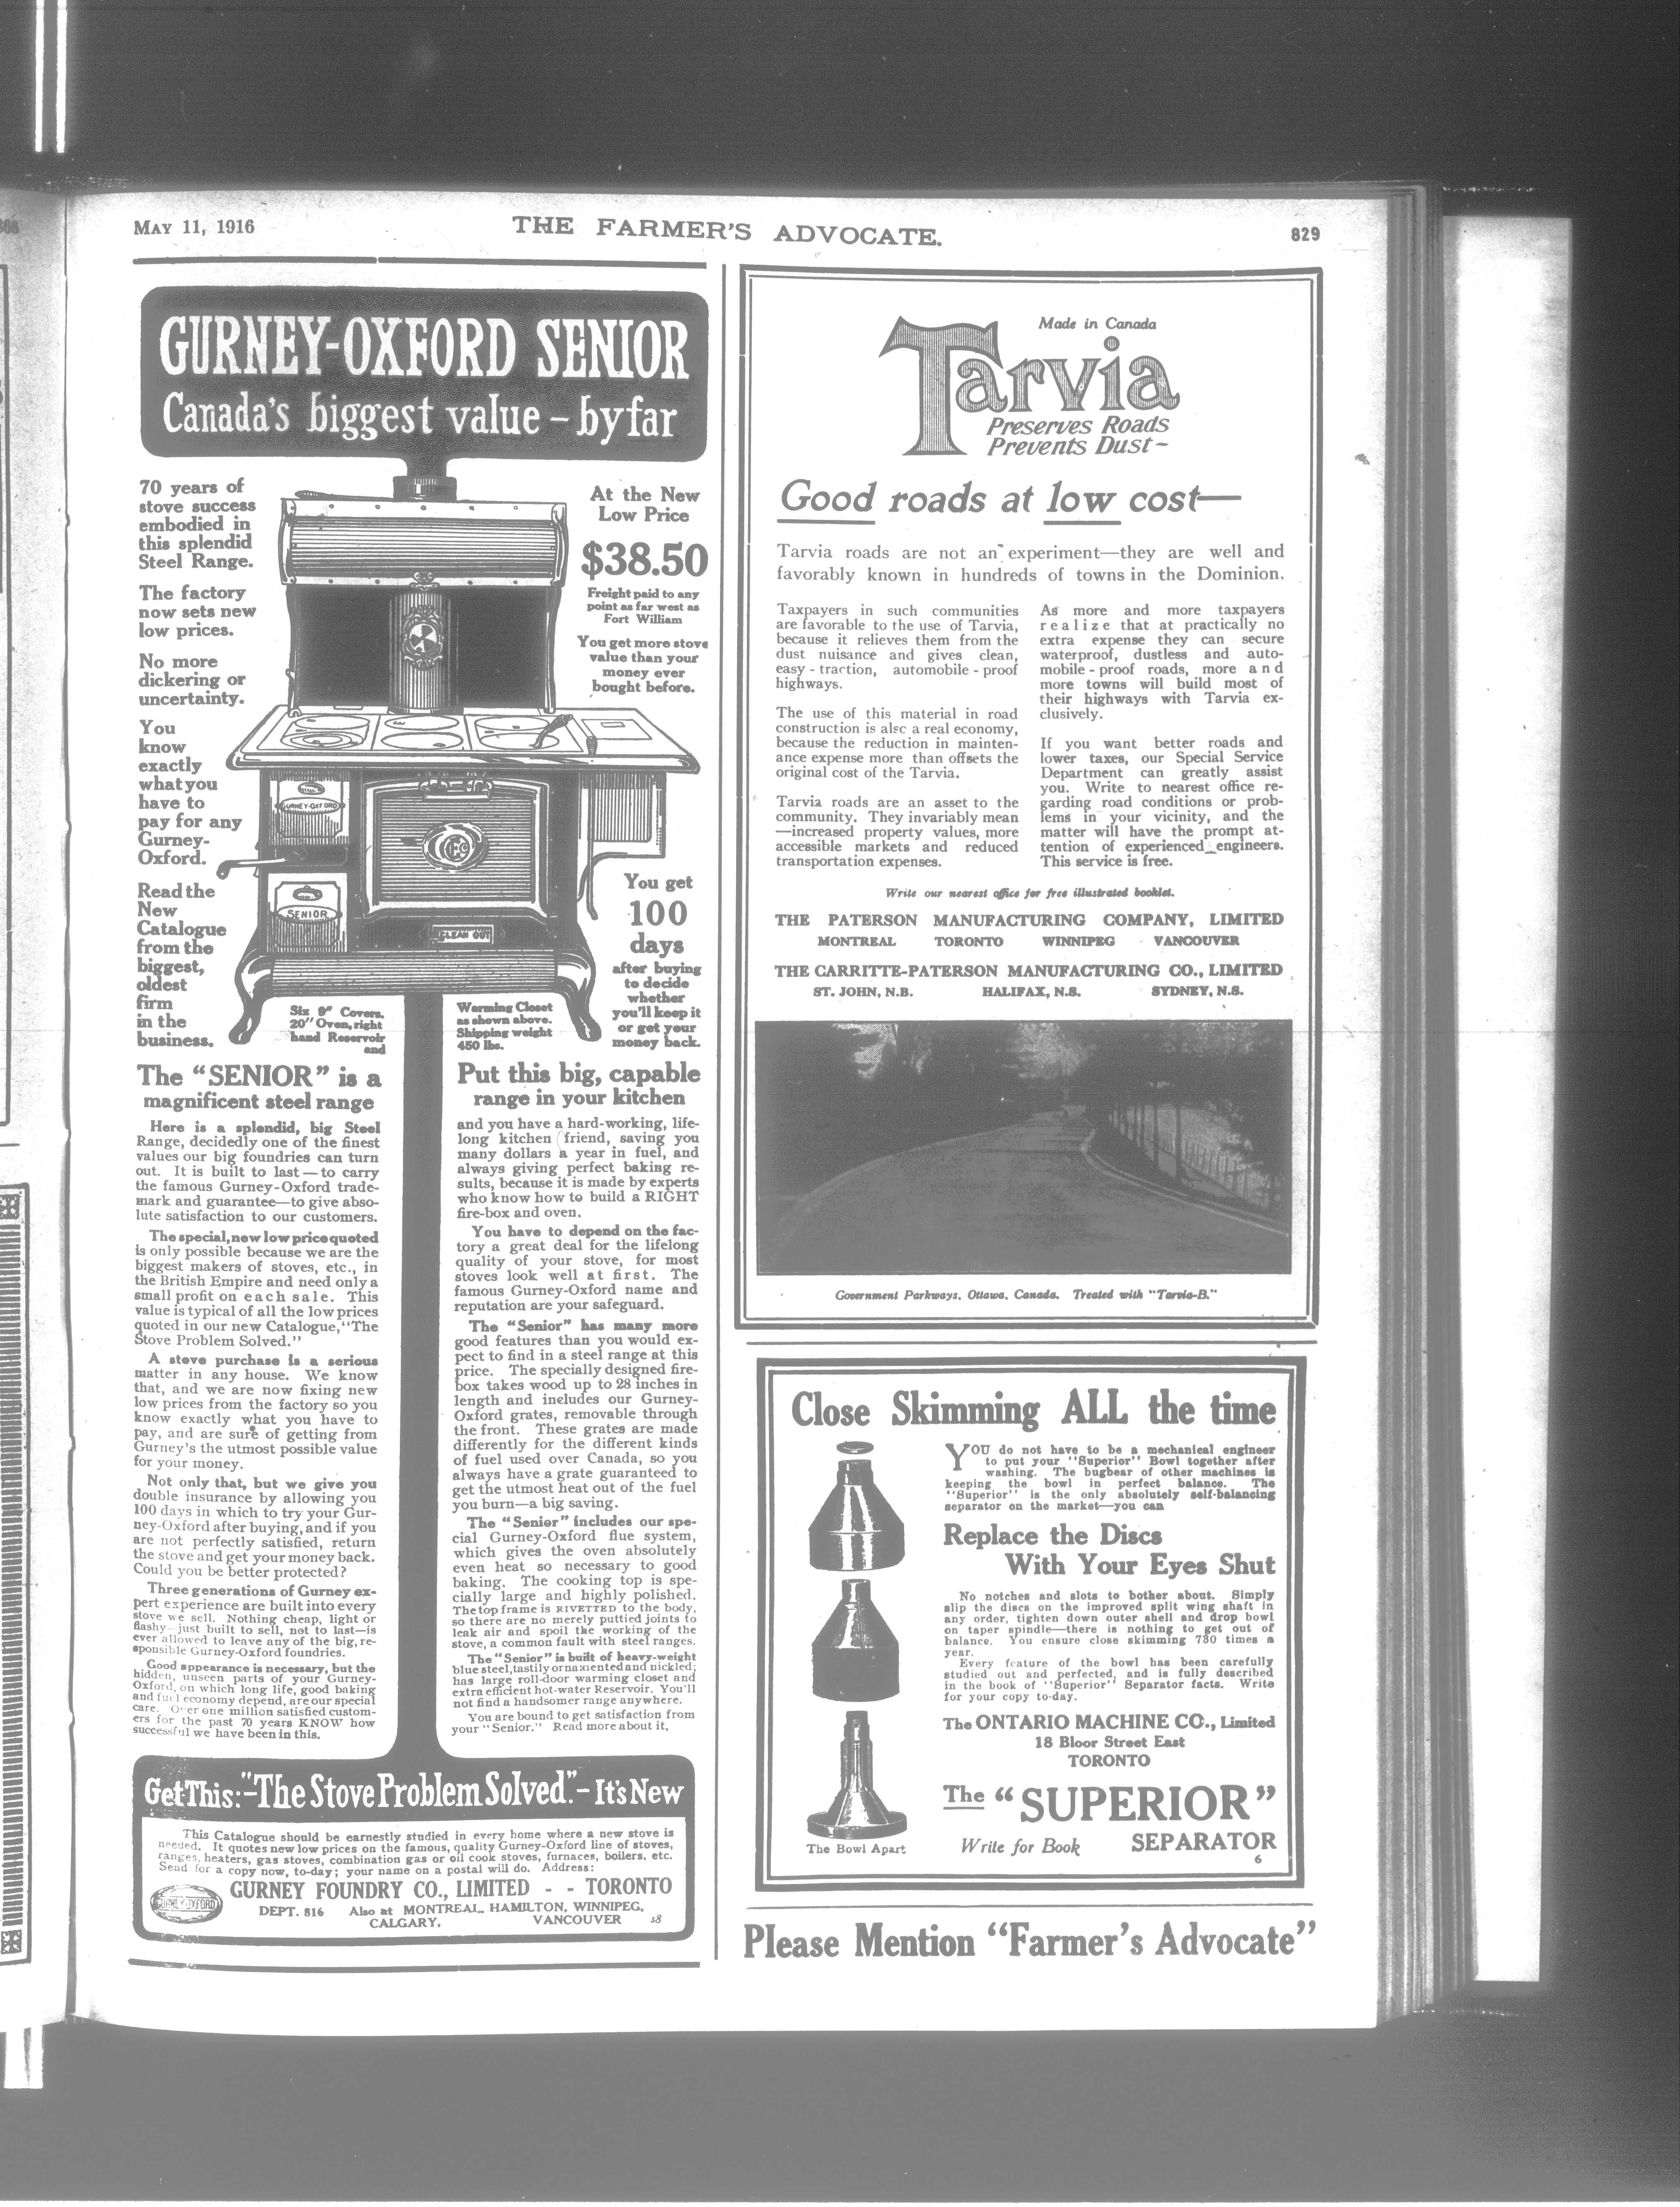 MAY 11, 1916
THE FARMER'S ADVOCATE.
829
GURNEY-OXFORD SENIOR
Canada's biggest value – by far
70 years of
stove success
embodied in
this splendid
Steel Range.
The factory
now sets new
low prices.
No more
dickering or
uncertainty.
You
know
exactly
what you
have to
pay for any
Gurney-
Oxford.
Read the
New
Catalogue
from the
biggest,
oldest
firm
in the
business.
At the New
Low Price
$38.50
Freight paid to any
point as far west as
Fort William
You get more stove
value than your
money ever
bought before.
GURNEY-OXFORD
SENIOR
CLEAN OUT
You get
100
days
after buying
to decide
whether
you'll keep it
or get your
money back.
Six 9" Covers,
20" Oven, right
hand Reservoir
and
Warming Closet
as shown above.
Shipping weight
450 lbs.
The "SENIOR" is a
magnificent steel range
Here is a splendid, big Steel
Range, decidedly one of the finest
values our big foundries can turn
out. It is built to last—to carry
the famous Gurney-Oxford trade-
mark and guarantee—to give abso-
lute satisfaction to our customers.
The special, new low price quoted
is only possible because we are the
biggest makers of stoves, etc., in
the British Empire and need only a
small profit on each sale. This
value is typical of all the low prices
quoted in our new Catalogue, "The
Stove Problem Solved."
A stove purchase is a serious
matter in any house. We know
that, and we are now fixing new
low prices from the factory so you
know exactly what you have to
pay, and are sure of getting from
Gurney's the utmost possible value
for your money.
Not only that, but we give you
double insurance by allowing you
100 days in which to try your Gur-
ney-Oxford after buying, and if you
are not perfectly satisfied, return
the stove and get your money back.
Could you be better protected?
Three generations of Gurney ex-
pert experience are built into every
stove we sell. Nothing cheap, light or
flashy—just built to sell, not to last—is
ever allowed to leave any of the big, re-
sponsible Gurney-Oxford foundries.
Good appearance is necessary, but the
hidden, unseen parts of your Gurney-
Oxford, on which long life, good baking
and fuel economy depend, are our special
care. Over one million satisfied custom-
ers for the past 70 years KNOW how
successful we have been in this.
Put this big, capable
range in your kitchen
and you have a hard-working, life-
long kitchen friend, saving you
many dollars a year in fuel, and
always giving perfect baking re-
sults, because it is made by experts
who know how to build a RIGHT
fire-box and oven.
You have to depend on the fac-
tory a great deal for the lifelong
quality of your stove, for most
stoves look well at first. The
famous Gurney-Oxford name and
reputation are your safeguard.
The "Senior" has many more
good features than you would ex-
pect to find in a steel range at this
price. The specially designed fire-
box takes wood up to 28 inches in
length and includes our Gurney-
Oxford grates, removable through
the front. These grates are made
differently for the different kinds
of fuel used over Canada, so you
always have a grate guaranteed to
get the utmost heat out of the fuel
you burn—a big saving.
The "Senior" includes our spe-
cial Gurney-Oxford flue system,
which gives the oven absolutely
even heat so necessary to good
baking. The cooking top is spe-
cially large and highly polished.
The top frame is RIVETTED to the body,
so there are no merely puttied joints to
leak air and spoil the working of the
stove, a common fault with steel ranges.
The "Senior" is built of heavy-weight
blue steel, tastily ornamented and nickled;
has large roll-door warming closet and
extra efficient hot-water Reservoir. You'll
not find a handsomer range anywhere.
You are bound to get satisfaction from
your "Senior." Read more about it,
Get This:–"The Stove Problem Solved."– It's New
This Catalogue should be earnestly studied in every home where a new stove is
needed. It quotes new low prices on the famous, quality Gurney-Oxford line of stoves,
ranges, heaters, gas stoves, combination gas or oil cook stoves, furnaces, boilers, etc.
Send for a copy now, to-day; your name on a postal will do. Address:
GURNEY-OXFORD
GURNEY FOUNDRY CO., LIMITED - - TORONTO
DEPT. 816 Also at MONTREAL, HAMILTON, WINNIPEG,
CALGARY, VANCOUVER 18
Made in Canada
Tarvia
Preserves Roads
Prevents Dust~
Good roads at low cost—
Tarvia roads are not an experiment—they are well and
favorably known in hundreds of towns in the Dominion.
Taxpayers in such communities
are favorable to the use of Tarvia,
because it relieves them from the
dust nuisance and gives clean,
easy-traction, automobile-proof
highways.
The use of this material in road
construction is also a real economy,
because the reduction in mainten-
ance expense more than offsets the
original cost of the Tarvia.
Tarvia roads are an asset to the
community. They invariably mean
—increased property values, more
accessible markets and reduced
transportation expenses.
As more and more taxpayers
realize that at practically no
extra expense they can secure
waterproof, dustless and auto-
mobile-proof roads, more and
more towns will build most of
their highways with Tarvia ex-
clusively.
If you want better roads and
lower taxes, our Special Service
Department can greatly assist
you. Write to nearest office re-
garding road conditions or prob-
lems in your vicinity, and the
matter will have the prompt at-
tention of experienced engineers.
This service is free.
Write our nearest office for free illustrated booklet.
THE PATERSON MANUFACTURING COMPANY, LIMITED
MONTREAL TORONTO WINNIPEG VANCOUVER
THE CARRITTE-PATERSON MANUFACTURING CO., LIMITED
ST. JOHN, N.B. HALIFAX, N.S. SYDNEY, N.S.
Government Parkways, Ottawa, Canada. Treated with "Tarvia-B."
Close Skimming ALL the time
YOU do not have to be a mechanical engineer
to put your "Superior" Bowl together after
washing. The bugbear of other machines is
keeping the bowl in perfect balance. The
"Superior" is the only absolutely self-balancing
separator on the market—you can
Replace the Discs
With Your Eyes Shut
No notches and slots to bother about. Simply
slip the discs on the improved split wing shaft in
any order, tighten down outer shell and drop bowl
on taper spindle—there is nothing to get out of
balance. You ensure close skimming 730 times a
year.
Every feature of the bowl has been carefully
studied out and perfected, and is fully described
in the book of "Superior" Separator facts. Write
for your copy to-day.
The ONTARIO MACHINE CO., Limited
18 Bloor Street East
TORONTO
The "SUPERIOR"
SEPARATOR
The Bowl Apart
Write for Book
6
Please Mention "Farmer's Advocate"